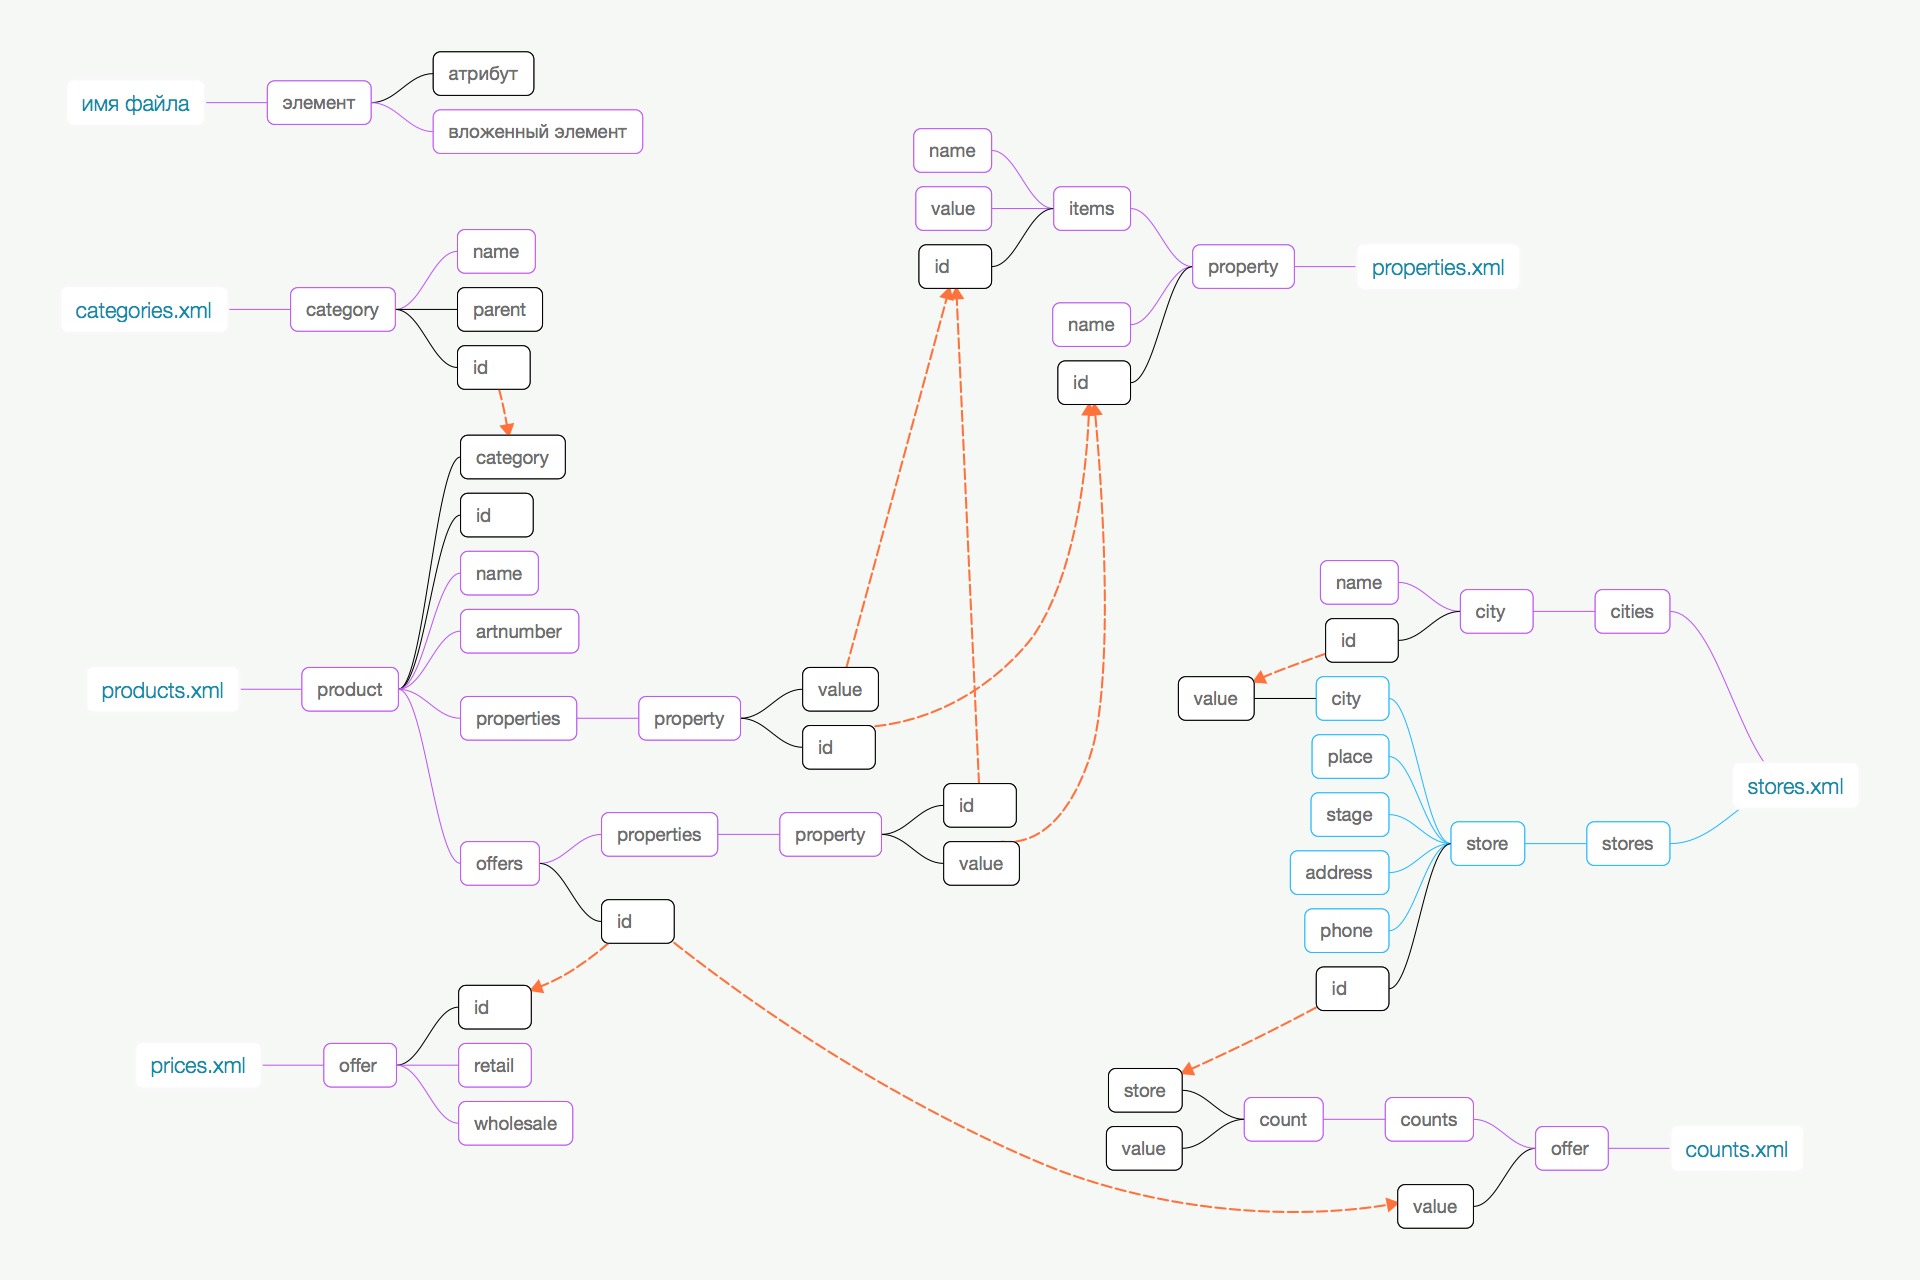 имя файла
элемент
атрибут
вложенный элемент
categories.xml
category
name
parent
id
products.xml
product
category
id
name
artnumber
properties
property
value
id
offers
properties
property
id
value
id
prices.xml
offer
id
retail
wholesale
name
value
id
items
name
id
property
properties.xml
name
id
city
cities
value
city
place
stage
address
phone
id
store
stores
stores.xml
store
value
count
counts
value
offer
counts.xml